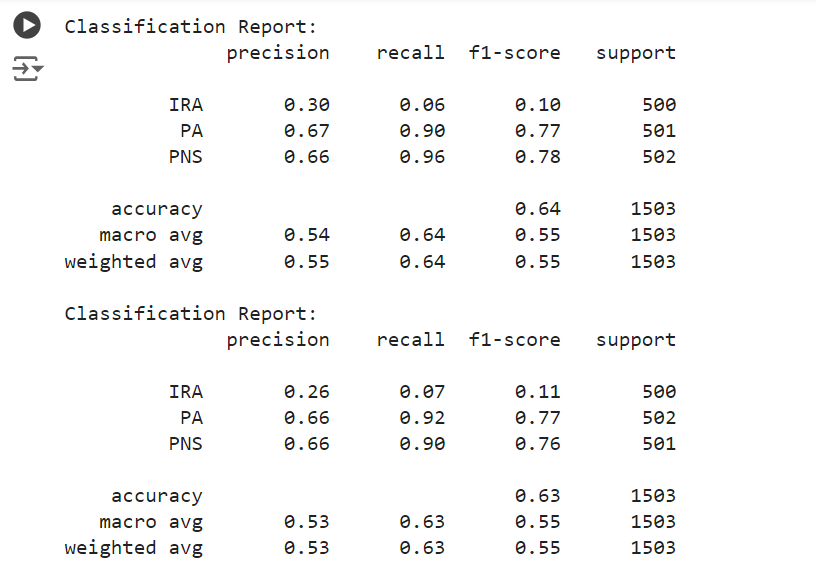 Classification Report:
precision recall f1-score support
IRA 0.30 0.06 0.10 500
PA 0.67 0.90 0.77 501
PNS 0.66 0.96 0.78 502
accuracy 0.64 1503
macro avg 0.54 0.64 0.55 1503
weighted avg 0.55 0.64 0.55 1503
Classification Report:
precision recall f1-score support
IRA 0.26 0.07 0.11 500
PA 0.66 0.92 0.77 502
PNS 0.66 0.90 0.76 501
accuracy 0.63 1503
macro avg 0.53 0.63 0.55 1503
weighted avg 0.53 0.63 0.55 1503